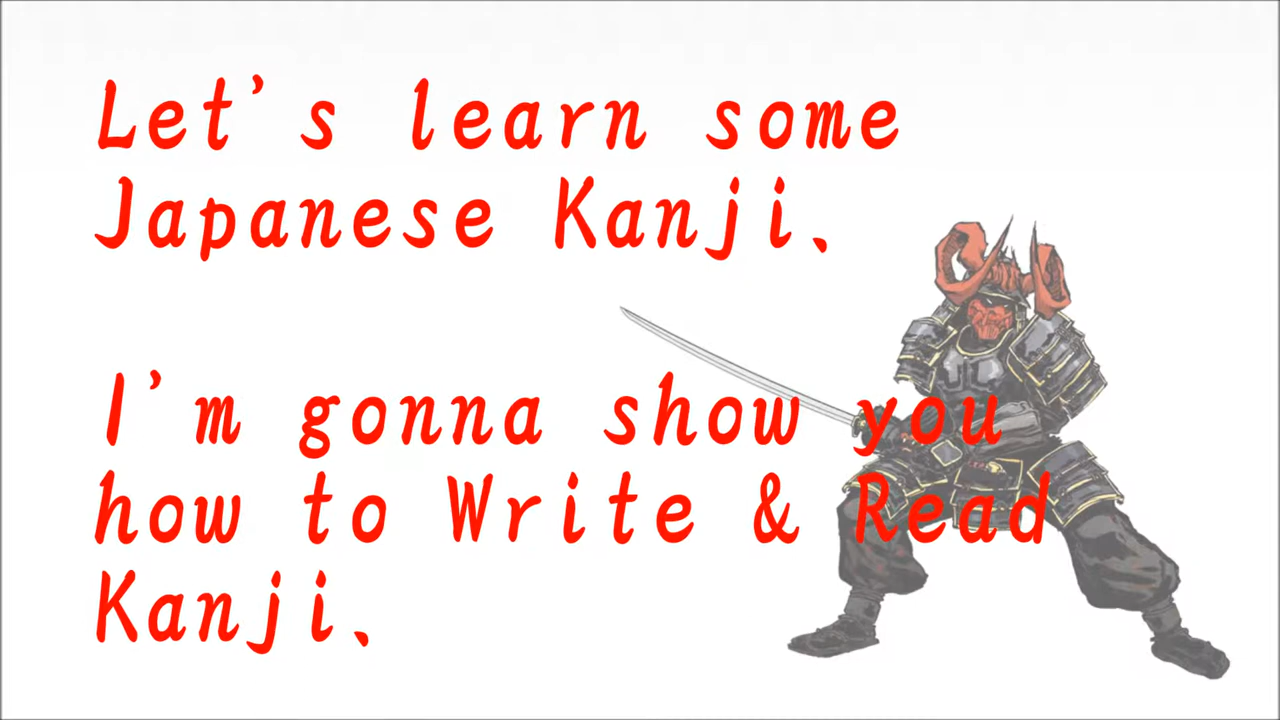 Let's learn some
Japanese Kanji、
I'm gonna show you
how to Write & Read
Kanji、